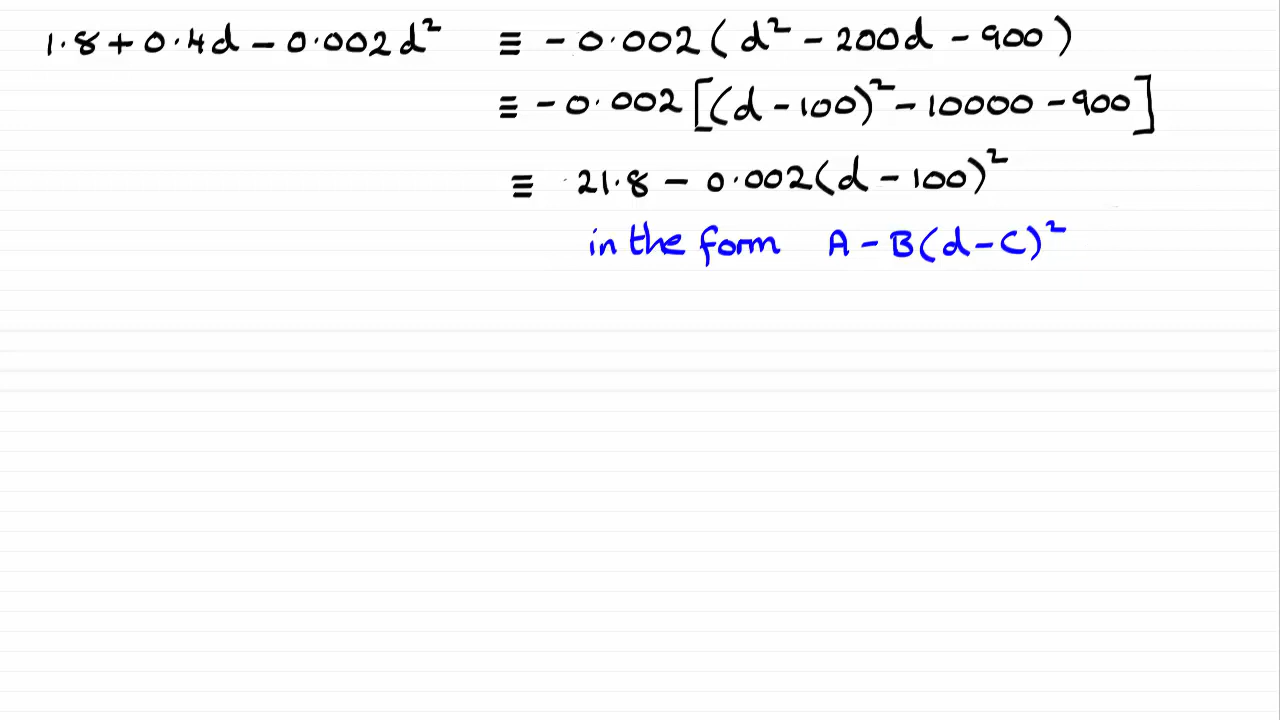 1.8 + 0.4d - 0.002d² ≡ -0.002(d² - 200d - 900)
≡ -0.002[(d - 100)² - 10000 - 900]
≡ 21.8 - 0.002(d - 100)²
in the form A - B(d - C)²